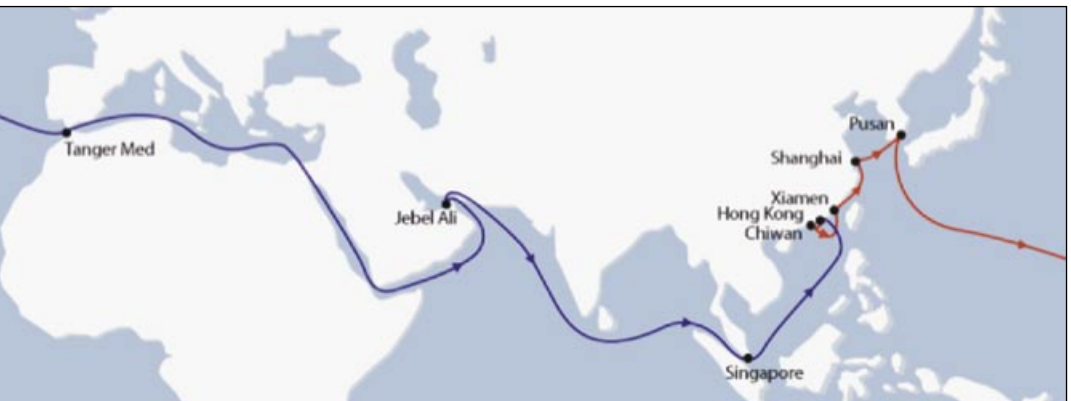 Pusan
Shanghai
Tanger Med
Xiamen
Hong Kong
Jebel Ali
Chiwan
Singapore